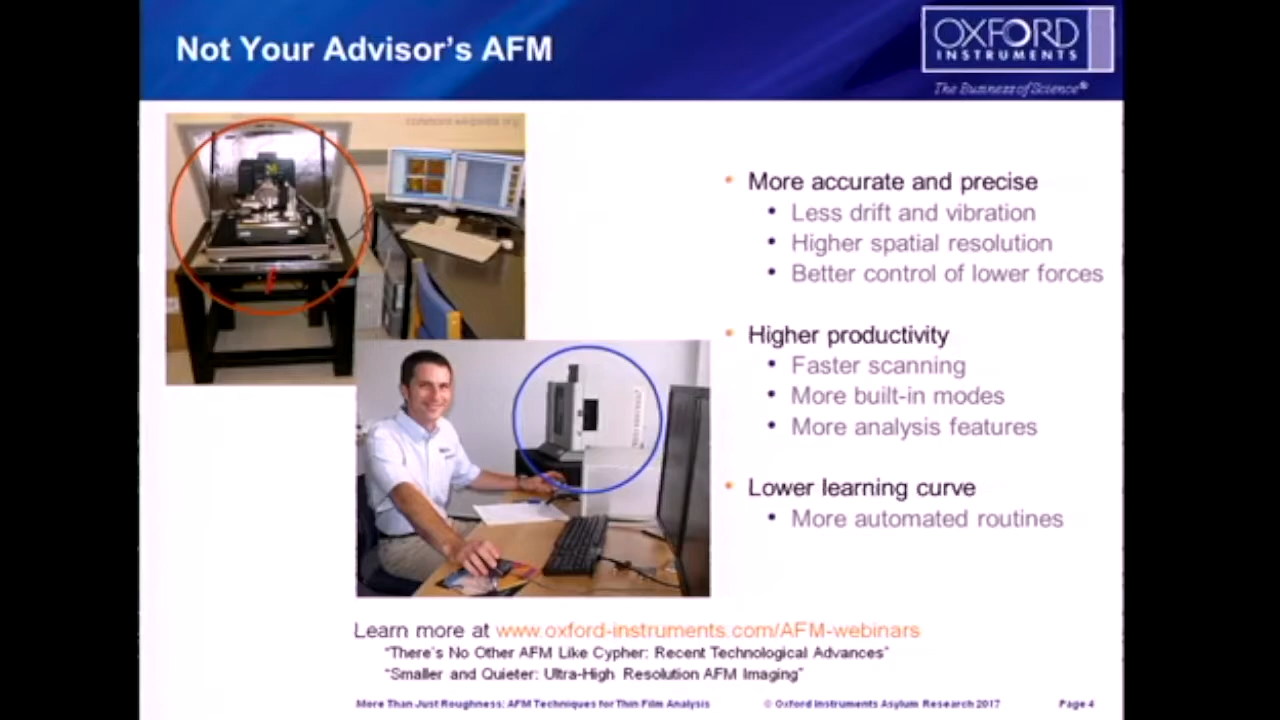 Not Your Advisor's AFM
OXFORD
INSTRUMENTS
The Business of Science®
commons.wikipedia.org
• More accurate and precise
• Less drift and vibration
• Higher spatial resolution
• Better control of lower forces
• Higher productivity
• Faster scanning
• More built-in modes
• More analysis features
• Lower learning curve
• More automated routines
Learn more at www.oxford-instruments.com/AFM-webinars
"There's No Other AFM Like Cypher: Recent Technological Advances"
"Smaller and Quieter: Ultra-High Resolution AFM Imaging"
More Than Just Roughness: AFM Techniques for Thin Film Analysis © Oxford Instruments Asylum Research 2017 Page 4